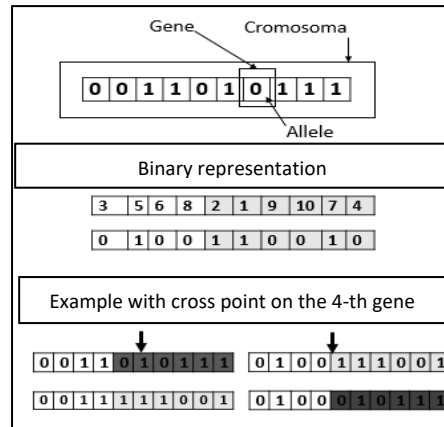 Gene Cromosoma
0 0 1 1 0 1 0 1 1 1
Allele
Binary representation
3 5 6 8 2 1 9 10 7 4
0 1 0 0 1 1 0 0 1 0
Example with cross point on the 4-th gene
0 0 1 1 0 1 0 1 1 1 0 1 0 0 1 1 1 0 0 1
0 0 1 1 1 1 1 0 0 1 0 1 0 0 0 1 0 1 1 1